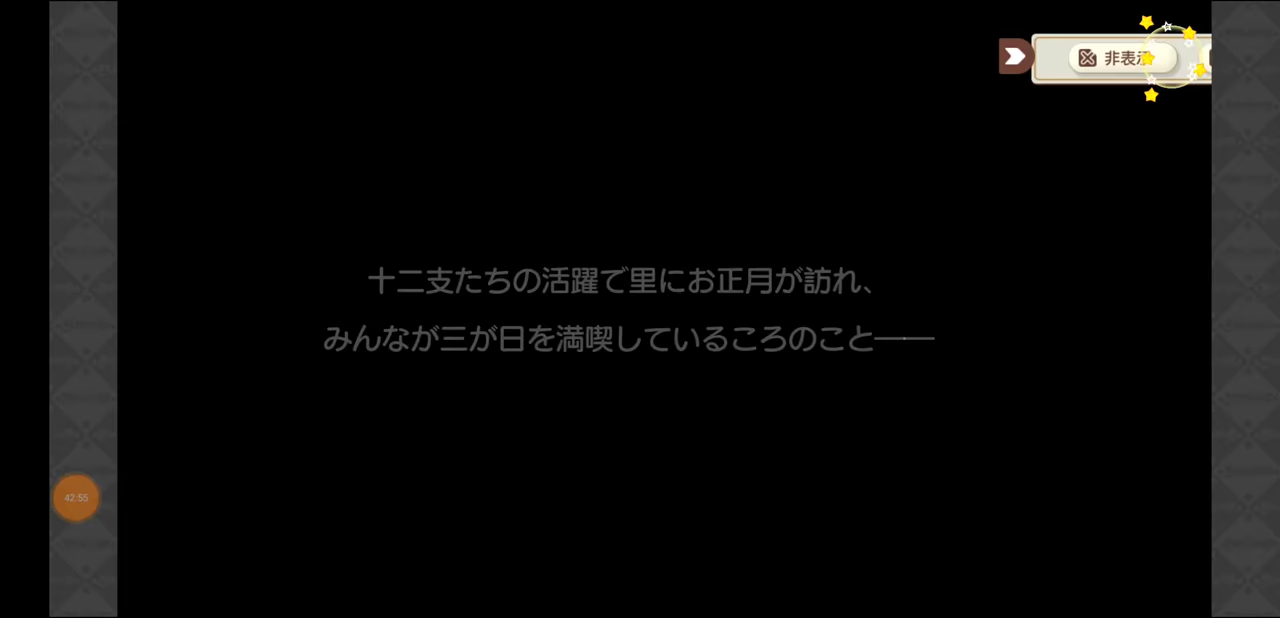 非表示
十二支たちの活躍で里にお正月が訪れ、
みんなが三が日を満喫しているころのこと――
42:55